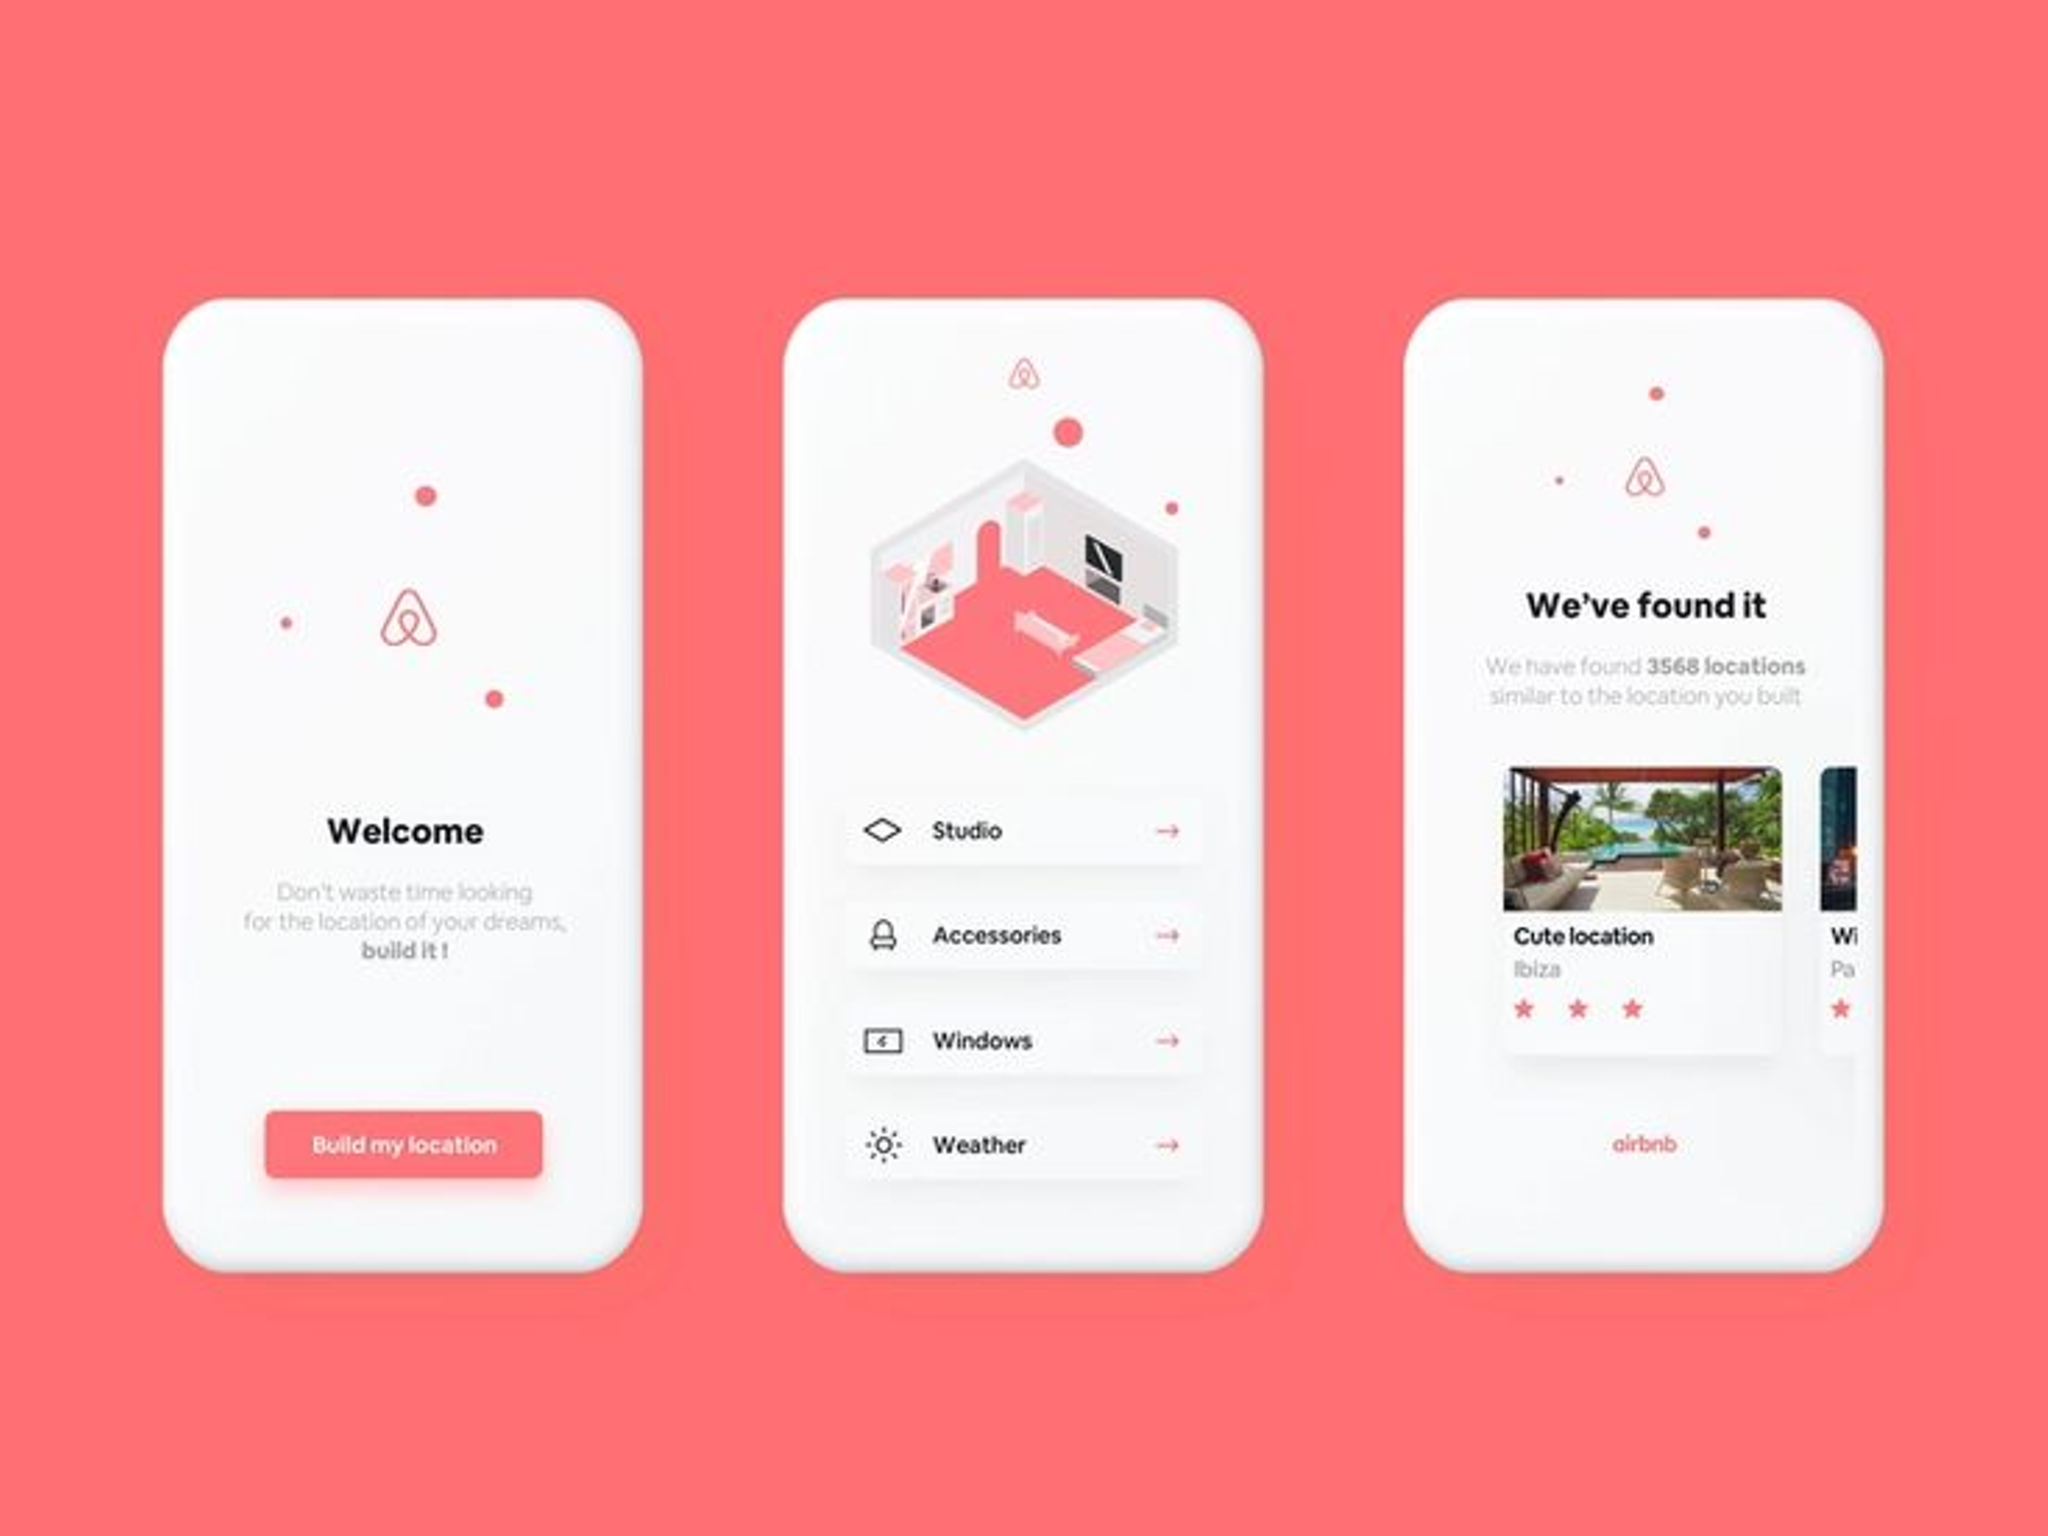 Welcome
Don't waste time looking
for the location of your dreams,
build it !
Build my location
Studio
Accessories
Windows
Weather
We've found it
We have found 3568 locations
similar to the location you built
Cute location
Ibiza
Wi
Pa
airbnb